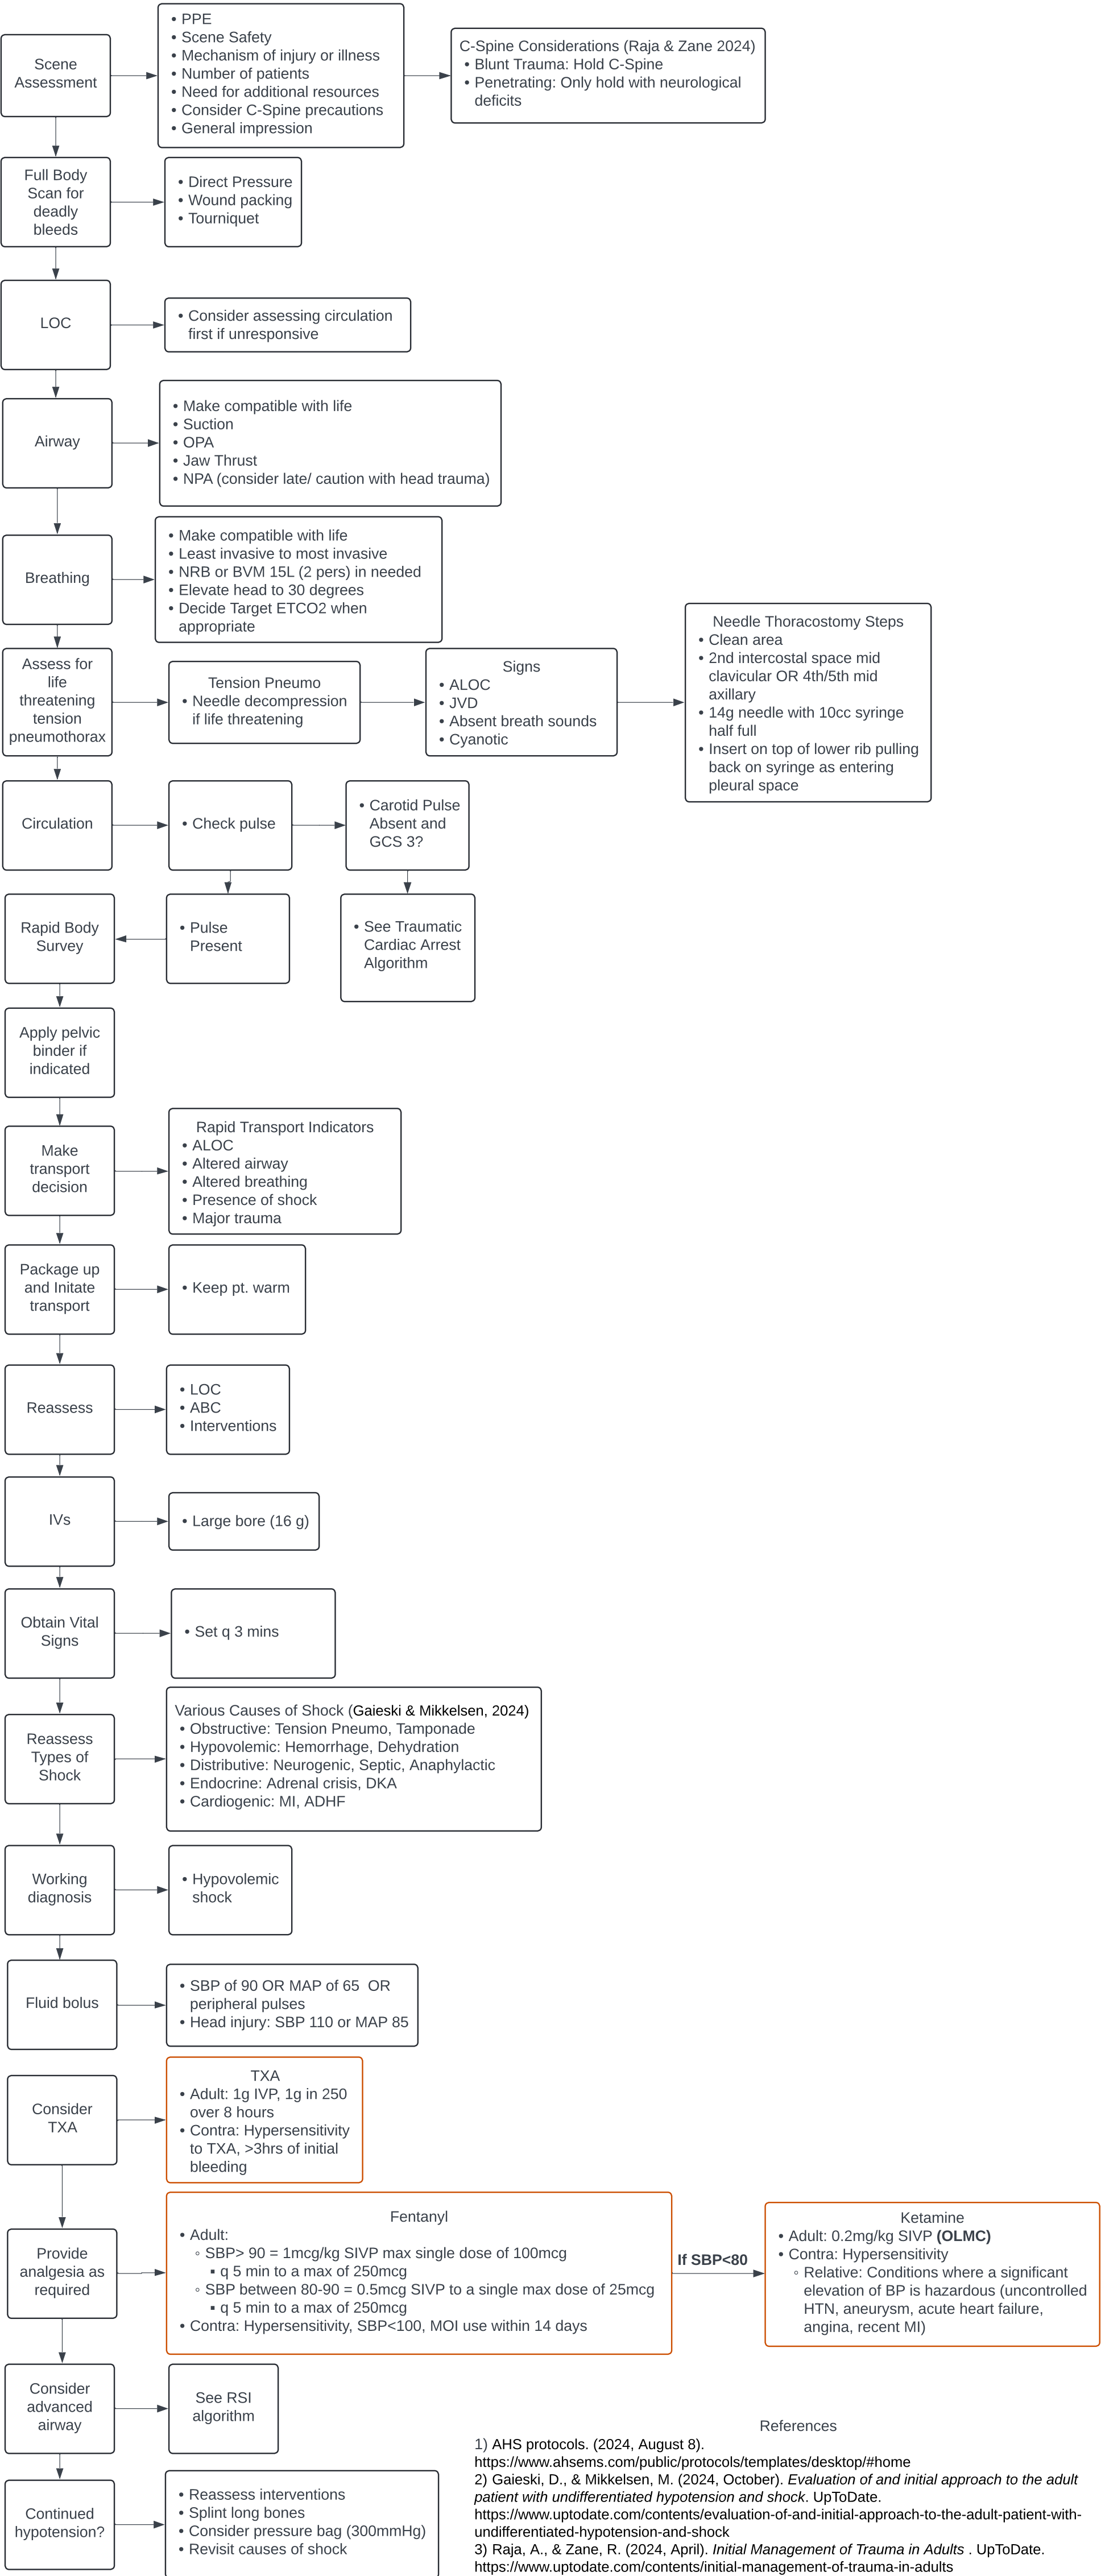 Scene
Assessment
• PPE
• Scene Safety
• Mechanism of injury or illness
• Number of patients
• Need for additional resources
• Consider C-Spine precautions
• General impression
C-Spine Considerations (Raja & Zane 2024)
• Blunt Trauma: Hold C-Spine
• Penetrating: Only hold with neurological
deficits
Full Body
Scan for
deadly
bleeds
• Direct Pressure
• Wound packing
• Tourniquet
LOC
• Consider assessing circulation
first if unresponsive
Airway
• Make compatible with life
• Suction
• OPA
• Jaw Thrust
• NPA (consider late/ caution with head trauma)
Breathing
• Make compatible with life
• Least invasive to most invasive
• NRB or BVM 15L (2 pers) in needed
• Elevate head to 30 degrees
• Decide Target ETCO2 when
appropriate
Assess for
life
threatening
tension
pneumothorax
Tension Pneumo
• Needle decompression
if life threatening
Signs
• ALOC
• JVD
• Absent breath sounds
• Cyanotic
Needle Thoracostomy Steps
• Clean area
• 2nd intercostal space mid
clavicular OR 4th/5th mid
axillary
• 14g needle with 10cc syringe
half full
• Insert on top of lower rib pulling
back on syringe as entering
pleural space
Circulation
• Check pulse
• Carotid Pulse
Absent and
GCS 3?
Rapid Body
Survey
• Pulse
Present
• See Traumatic
Cardiac Arrest
Algorithm
Apply pelvic
binder if
indicated
Make
transport
decision
Rapid Transport Indicators
• ALOC
• Altered airway
• Altered breathing
• Presence of shock
• Major trauma
Package up
and Initate
transport
• Keep pt. warm
Reassess
• LOC
• ABC
• Interventions
IVs
• Large bore (16 g)
Obtain Vital
Signs
• Set q 3 mins
Reassess
Types of
Shock
Various Causes of Shock (Gaieski & Mikkelsen, 2024)
• Obstructive: Tension Pneumo, Tamponade
• Hypovolemic: Hemorrhage, Dehydration
• Distributive: Neurogenic, Septic, Anaphylactic
• Endocrine: Adrenal crisis, DKA
• Cardiogenic: MI, ADHF
Working
diagnosis
• Hypovolemic
shock
Fluid bolus
• SBP of 90 OR MAP of 65 OR
peripheral pulses
• Head injury: SBP 110 or MAP 85
Consider
TXA
TXA
• Adult: 1g IVP, 1g in 250
over 8 hours
• Contra: Hypersensitivity
to TXA, >3hrs of initial
bleeding
Provide
analgesia as
required
Fentanyl
• Adult:
◦ SBP> 90 = 1mcg/kg SIVP max single dose of 100mcg
▪ q 5 min to a max of 250mcg
◦ SBP between 80-90 = 0.5mcg SIVP to a single max dose of 25mcg
▪ q 5 min to a max of 250mcg
• Contra: Hypersensitivity, SBP<100, MOI use within 14 days
If SBP<80
Ketamine
• Adult: 0.2mg/kg SIVP (OLMC)
• Contra: Hypersensitivity
◦ Relative: Conditions where a significant
elevation of BP is hazardous (uncontrolled
HTN, aneurysm, acute heart failure,
angina, recent MI)
Consider
advanced
airway
See RSI
algorithm
Continued
hypotension?
• Reassess interventions
• Splint long bones
• Consider pressure bag (300mmHg)
• Revisit causes of shock
References
1) AHS protocols. (2024, August 8).
https://www.ahsems.com/public/protocols/templates/desktop/#home
2) Gaieski, D., & Mikkelsen, M. (2024, October). Evaluation of and initial approach to the adult
patient with undifferentiated hypotension and shock. UpToDate.
https://www.uptodate.com/contents/evaluation-of-and-initial-approach-to-the-adult-patient-with-
undifferentiated-hypotension-and-shock
3) Raja, A., & Zane, R. (2024, April). Initial Management of Trauma in Adults . UpToDate.
https://www.uptodate.com/contents/initial-management-of-trauma-in-adults